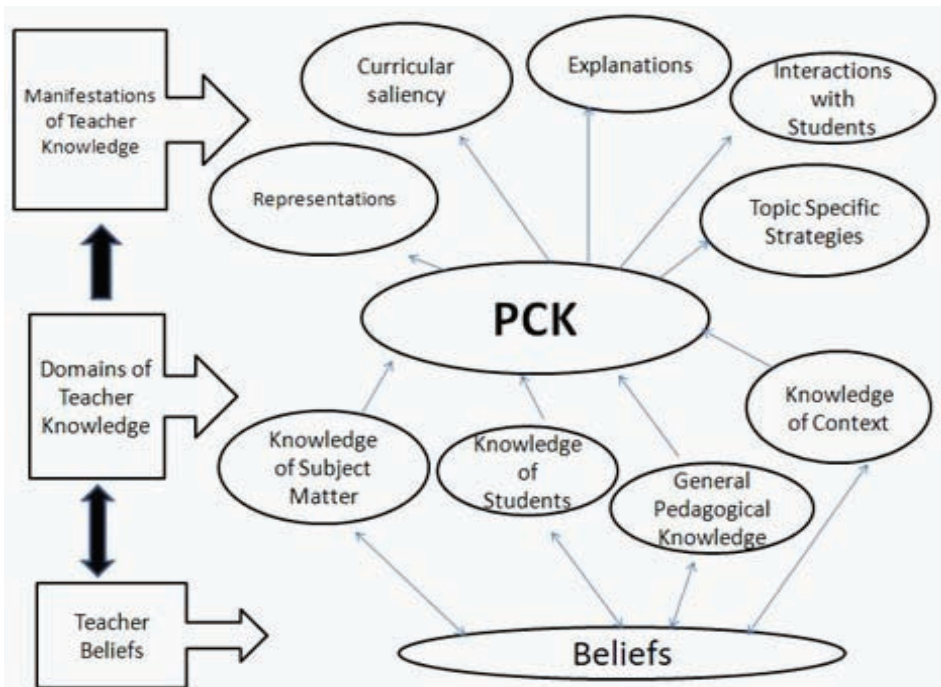 Manifestations
of Teacher
Knowledge
Curricular
saliency
Explanations
Interactions
with
Students
Representations
Topic Specific
Strategies
PCK
Domains of
Teacher
Knowledge
Knowledge
of Subject
Matter
Knowledge
of
Students
General
Pedagogical
Knowledge
Knowledge
of Context
Teacher
Beliefs
Beliefs